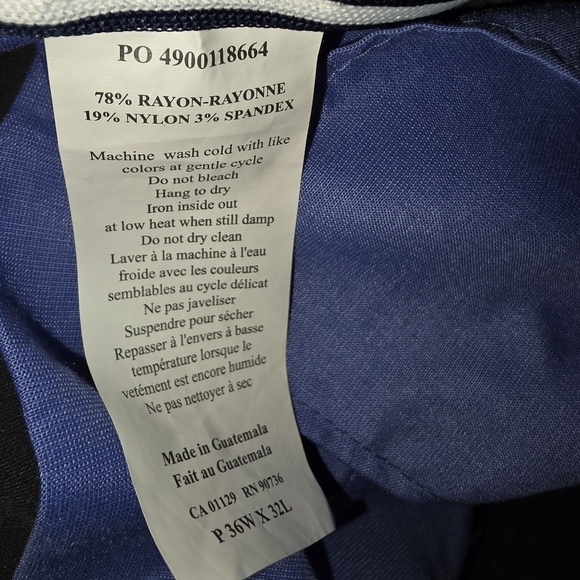 PO 4900118664
78% RAYON-RAYONNE
19% NYLON 3% SPANDEX
Machine wash cold with like
colors at gentle cycle
Do not bleach
Hang to dry
Iron inside out
at low heat when still damp
Do not dry clean
Laver à la machine à l'eau
froide avec les couleurs
semblables au cycle délicat
Ne pas javeliser
Suspendre pour sécher
Repasser à l'envers à basse
température lorsque le
vetément est encore humide
Ne pas nettoyer à sec
Made in Guatemala
Fait au Guatemala
CA 01129 RN 90736
P 36W X 32L